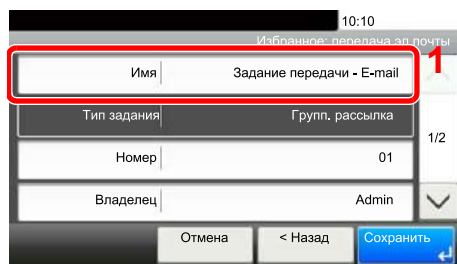 10:10
Избранное: передача эл почты
1
Имя Задание передачи - E-mail
Тип задания Групп. рассылка
1/2
Номер 01
Владелец Admin
Отмена < Назад Сохранить